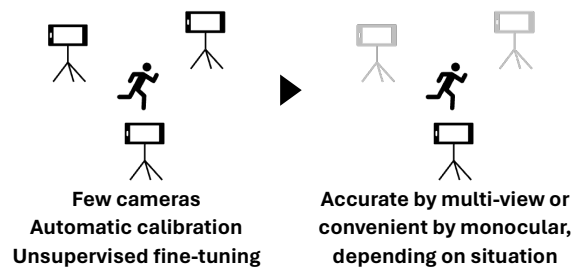 Few cameras
Automatic calibration
Unsupervised fine-tuning
Accurate by multi-view or
convenient by monocular,
depending on situation